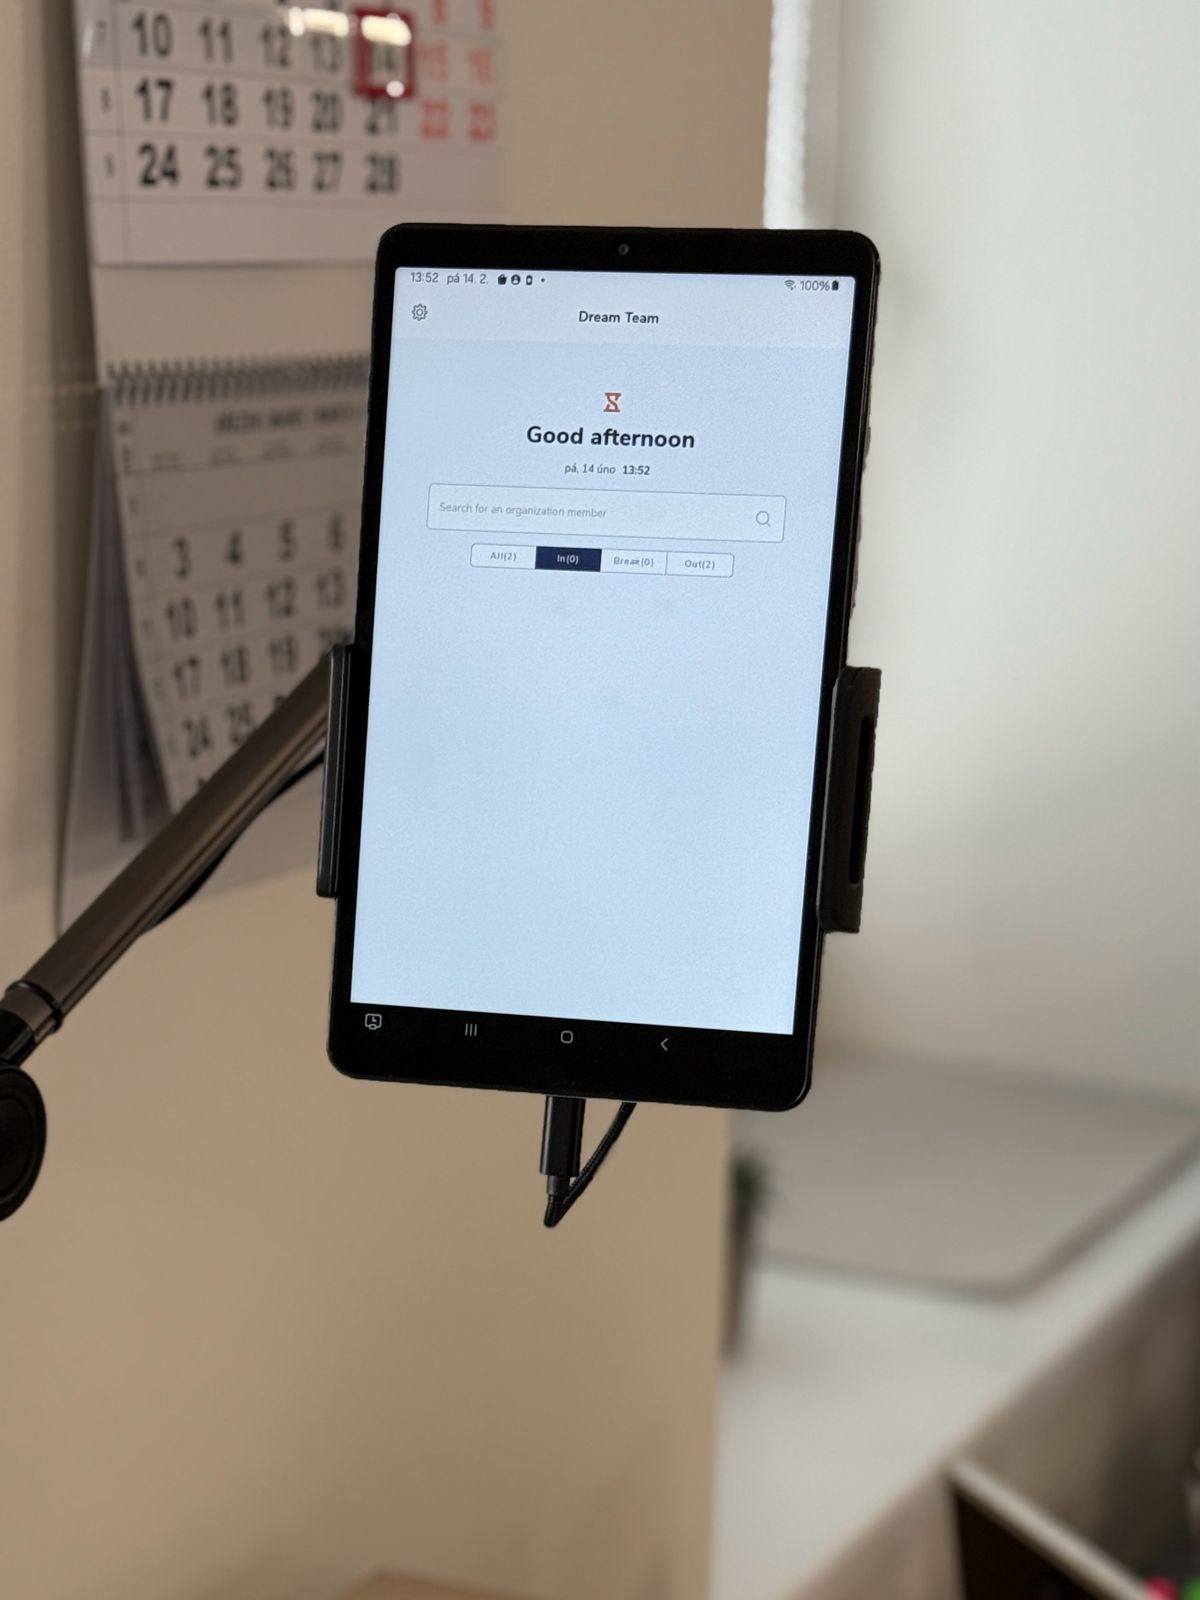 10 11 12 13 14 15 16
17 18 19 20 21 22 23
24 25 26 27 28
13:52 pá 14. 2.
100%
Dream Team
Good afternoon
pá, 14 úno 13:52
Search for an organization member
All(2) In(0) Break(0) Out(2)
3 4 5 6
10 11 12 13
17 18 19
24 25